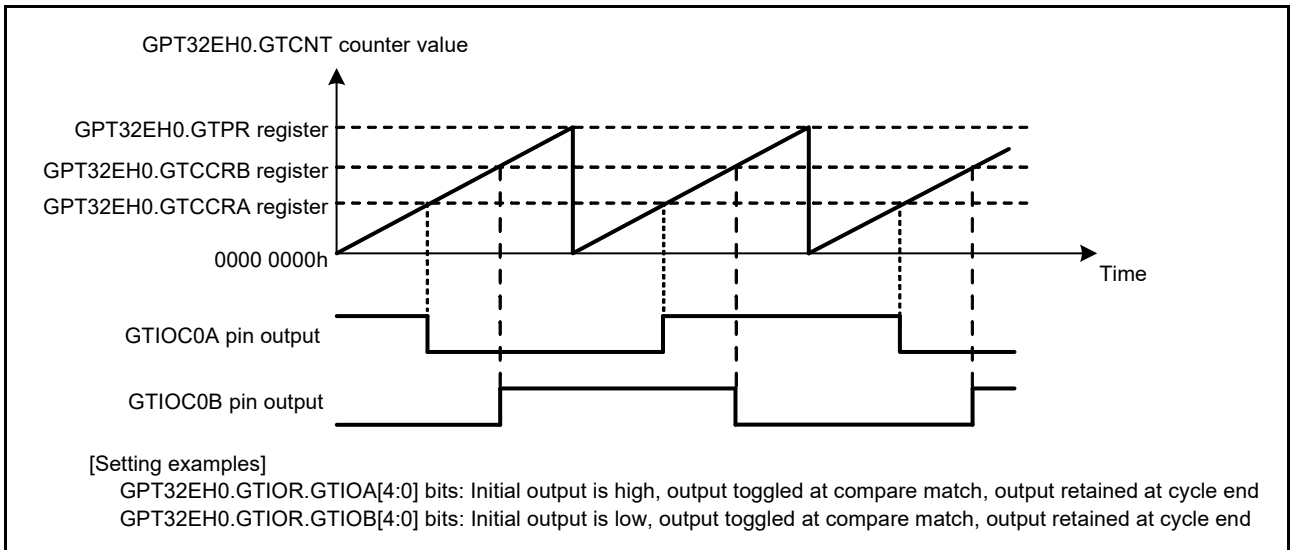 GPT32EH0.GTCNT counter value
GPT32EH0.GTPR register
GPT32EH0.GTCCRB register
GPT32EH0.GTCCRA register
0000 0000h
Time
GTIOC0A pin output
GTIOC0B pin output
[Setting examples]
GPT32EH0.GTIOR.GTIOA[4:0] bits: Initial output is high, output toggled at compare match, output retained at cycle end
GPT32EH0.GTIOR.GTIOB[4:0] bits: Initial output is low, output toggled at compare match, output retained at cycle end